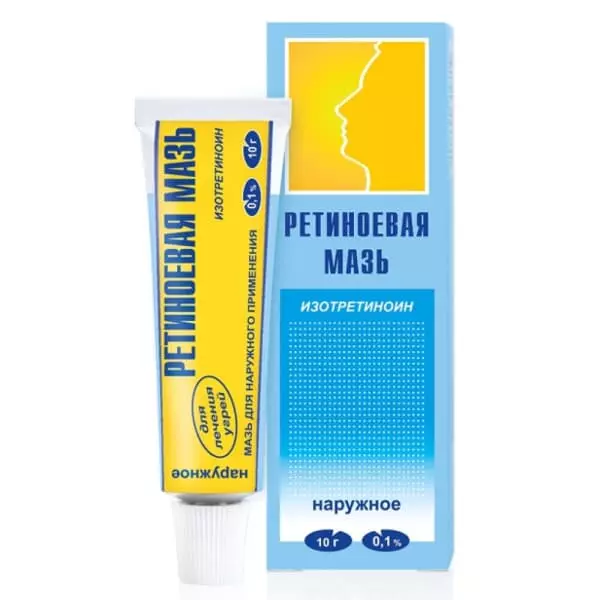 РЕТИНОЕВАЯ МАЗЬ
ИЗОТРЕТИНОИН
0,1% 10 г
МАЗЬ ДЛЯ НАРУЖНОГО ПРИМЕНЕНИЯ
для
лечения
угрей
наружное
РЕТИНОЕВАЯ
МАЗЬ
ИЗОТРЕТИНОИН
наружное
10 г 0,1%